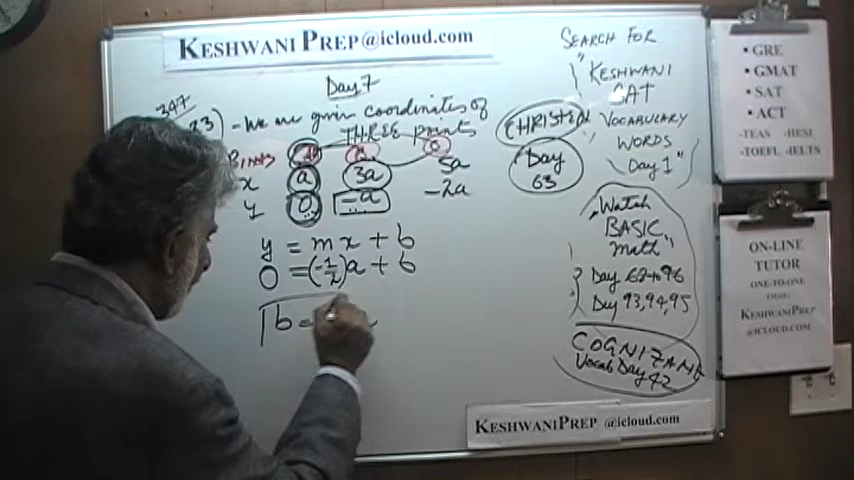 KESHWANI PREP@icloud.com
Day 7
347
23) - We are given coordinates of
THREE points
Points
x a 3a 5a
y 0 -a -2a
y = mx + b
0 = (-1/2)a + b
b =
CHRISTEN
Day
63
SEARCH FOR
"KESHWANI
SAT
VOCABULARY
WORDS
Day 1"
"Watch
BASIC
math"
Day 68 to 96
Day 93,94,95
COGNIZANT
Vocab Day 42
• GRE
• GMAT
• SAT
• ACT
-TEAS -HESI
-TOEFL -IELTS
ON-LINE
TUTOR
ONE-TO-ONE
EMAIL:
KESHWANIPREP
@ICLOUD.COM
KESHWANIPREP @icloud.com